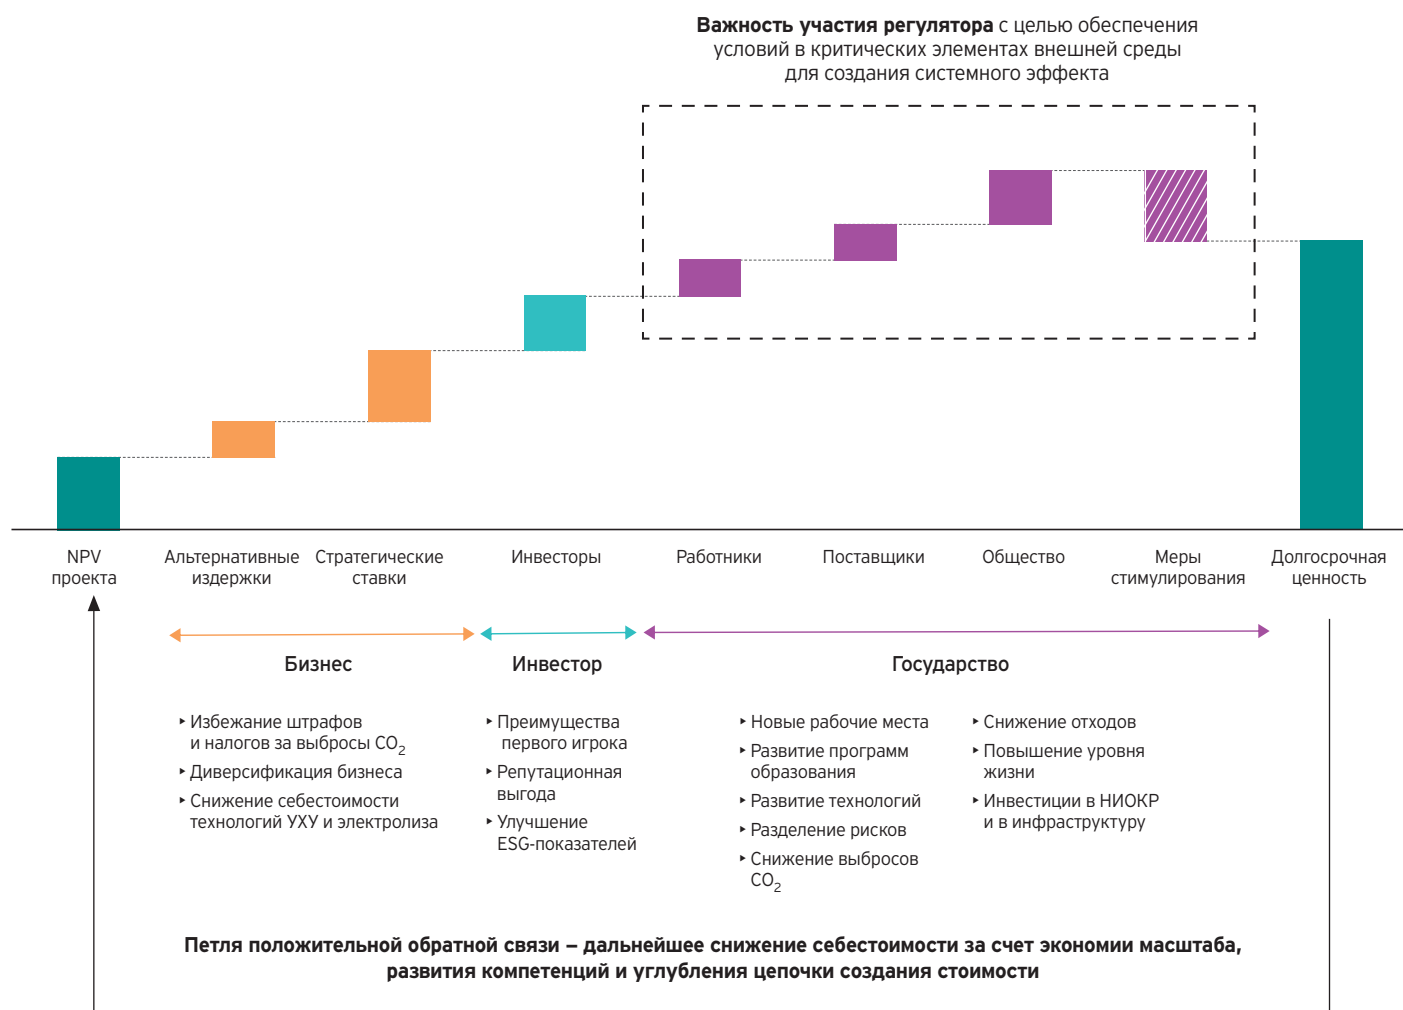 Важность участия регулятора с целью обеспечения
условий в критических элементах внешней среды
для создания системного эффекта
NPV
проекта
Альтернативные
издержки
Стратегические
ставки
Инвесторы
Работники
Поставщики
Общество
Меры
стимулирования
Долгосрочная
ценность
Бизнес
‣ Избежание штрафов
и налогов за выбросы CO₂
‣ Диверсификация бизнеса
‣ Снижение себестоимости
технологий УХУ и электролиза
Инвестор
‣ Преимущества
первого игрока
‣ Репутационная
выгода
‣ Улучшение
ESG-показателей
Государство
‣ Новые рабочие места
‣ Развитие программ
образования
‣ Развитие технологий
‣ Разделение рисков
‣ Снижение выбросов
CO₂
‣ Снижение отходов
‣ Повышение уровня
жизни
‣ Инвестиции в НИОКР
и в инфраструктуру
Петля положительной обратной связи – дальнейшее снижение себестоимости за счет экономии масштаба,
развития компетенций и углубления цепочки создания стоимости